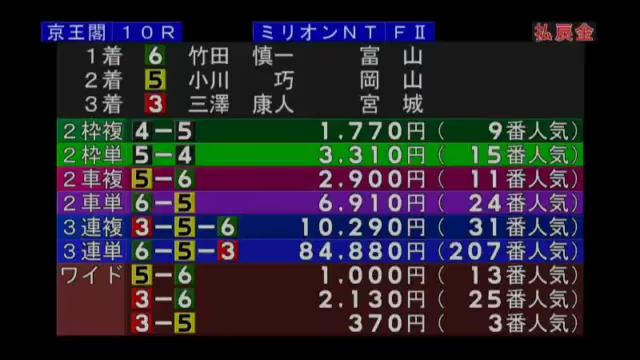 京王閣 10R ミリオンNT FⅡ 払戻金
1着 6 竹田 慎一 富山
2着 5 小川 巧 岡山
3着 3 三澤 康人 宮城
2枠複 4-5 1.770円( 9番人気)
2枠単 5-4 3.310円( 15番人気)
2車複 5-6 2.900円( 11番人気)
2車単 6-5 6.910円( 24番人気)
3連複 3-5-6 10.290円( 31番人気)
3連単 6-5-3 84.880円(207番人気)
ワイド 5-6 1.000円( 13番人気)
3-6 2.130円( 25番人気)
3-5 370円( 3番人気)